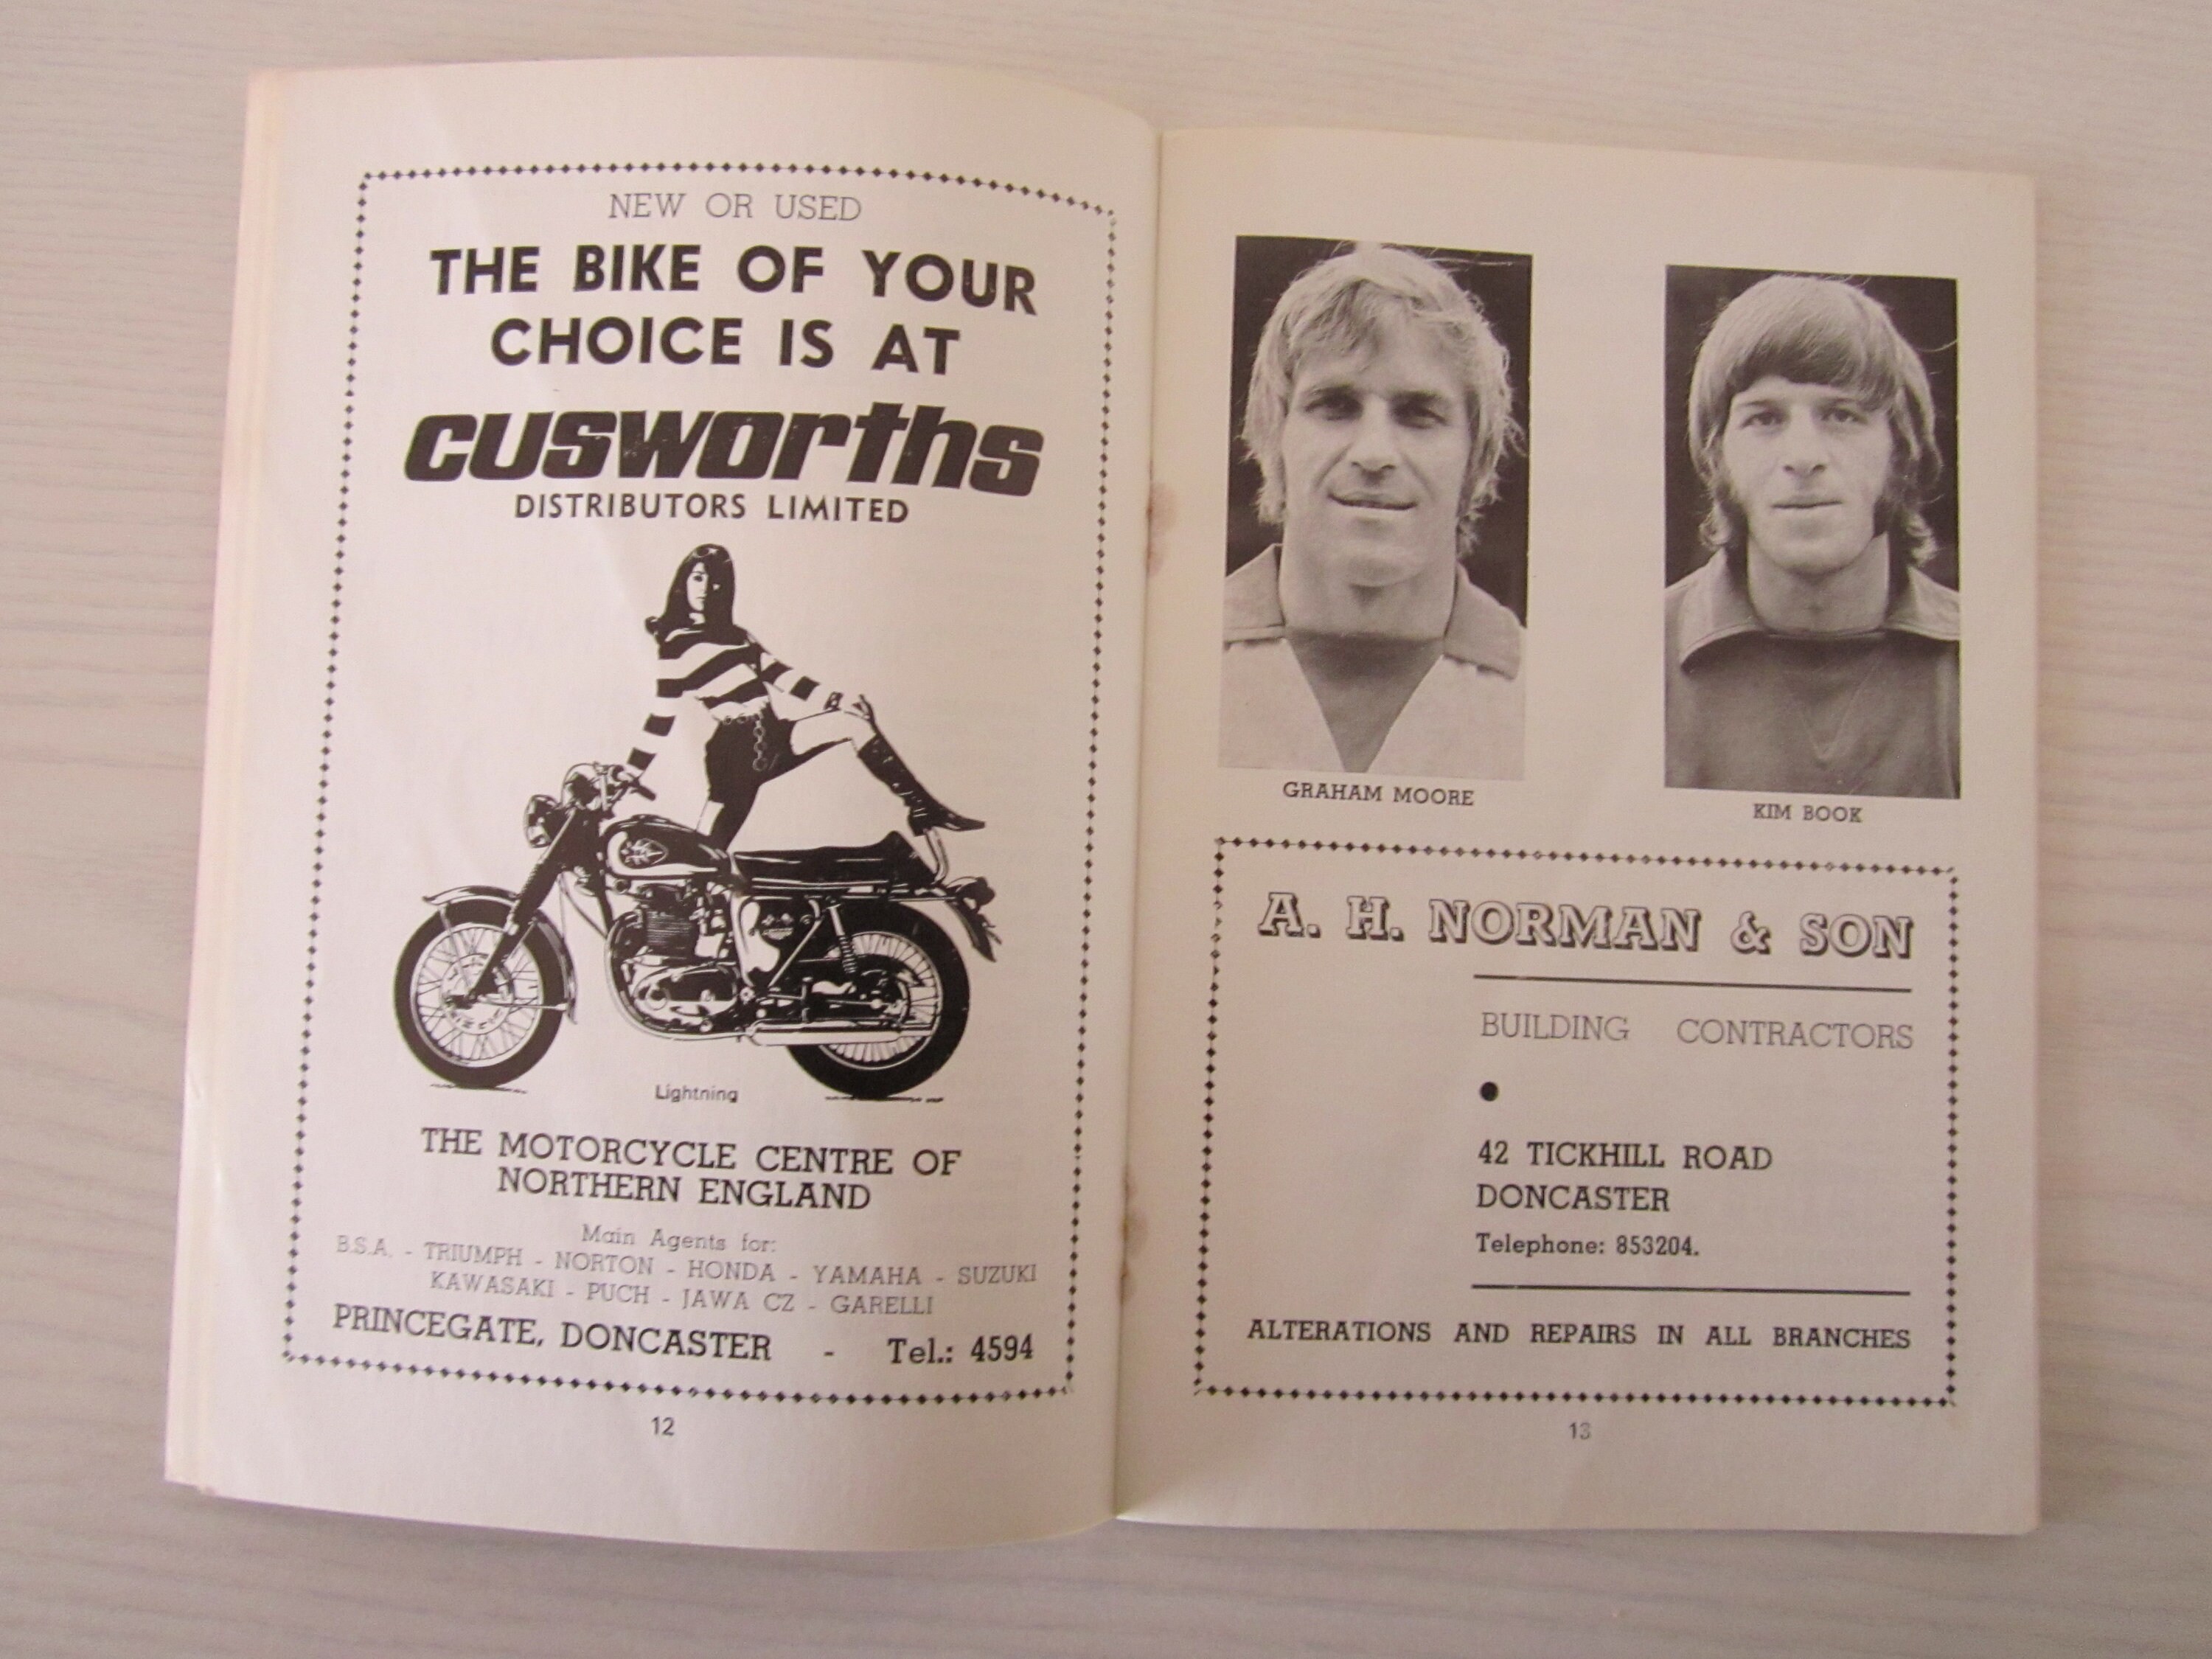 NEW OR USED
THE BIKE OF YOUR
CHOICE IS AT
cusworths
DISTRIBUTORS LIMITED
Lightning
THE MOTORCYCLE CENTRE OF
NORTHERN ENGLAND
Main Agents for:
B.S.A. - TRIUMPH - NORTON - HONDA - YAMAHA - SUZUKI
KAWASAKI - PUCH - JAWA CZ - GARELLI
PRINCEGATE, DONCASTER - Tel.: 4594
12
GRAHAM MOORE
KIM BOOK
A. H. NORMAN & SON
BUILDING CONTRACTORS
42 TICKHILL ROAD
DONCASTER
Telephone: 853204.
ALTERATIONS AND REPAIRS IN ALL BRANCHES
13